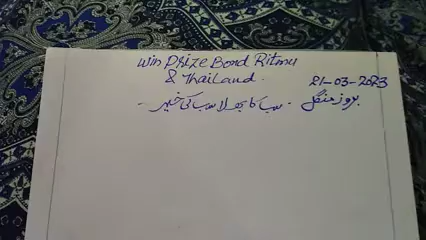 Win Prize Bond Ritmu
& Thailand.
21-03-2023
بروز منگل . سب کا بھلا سب کی خیر -